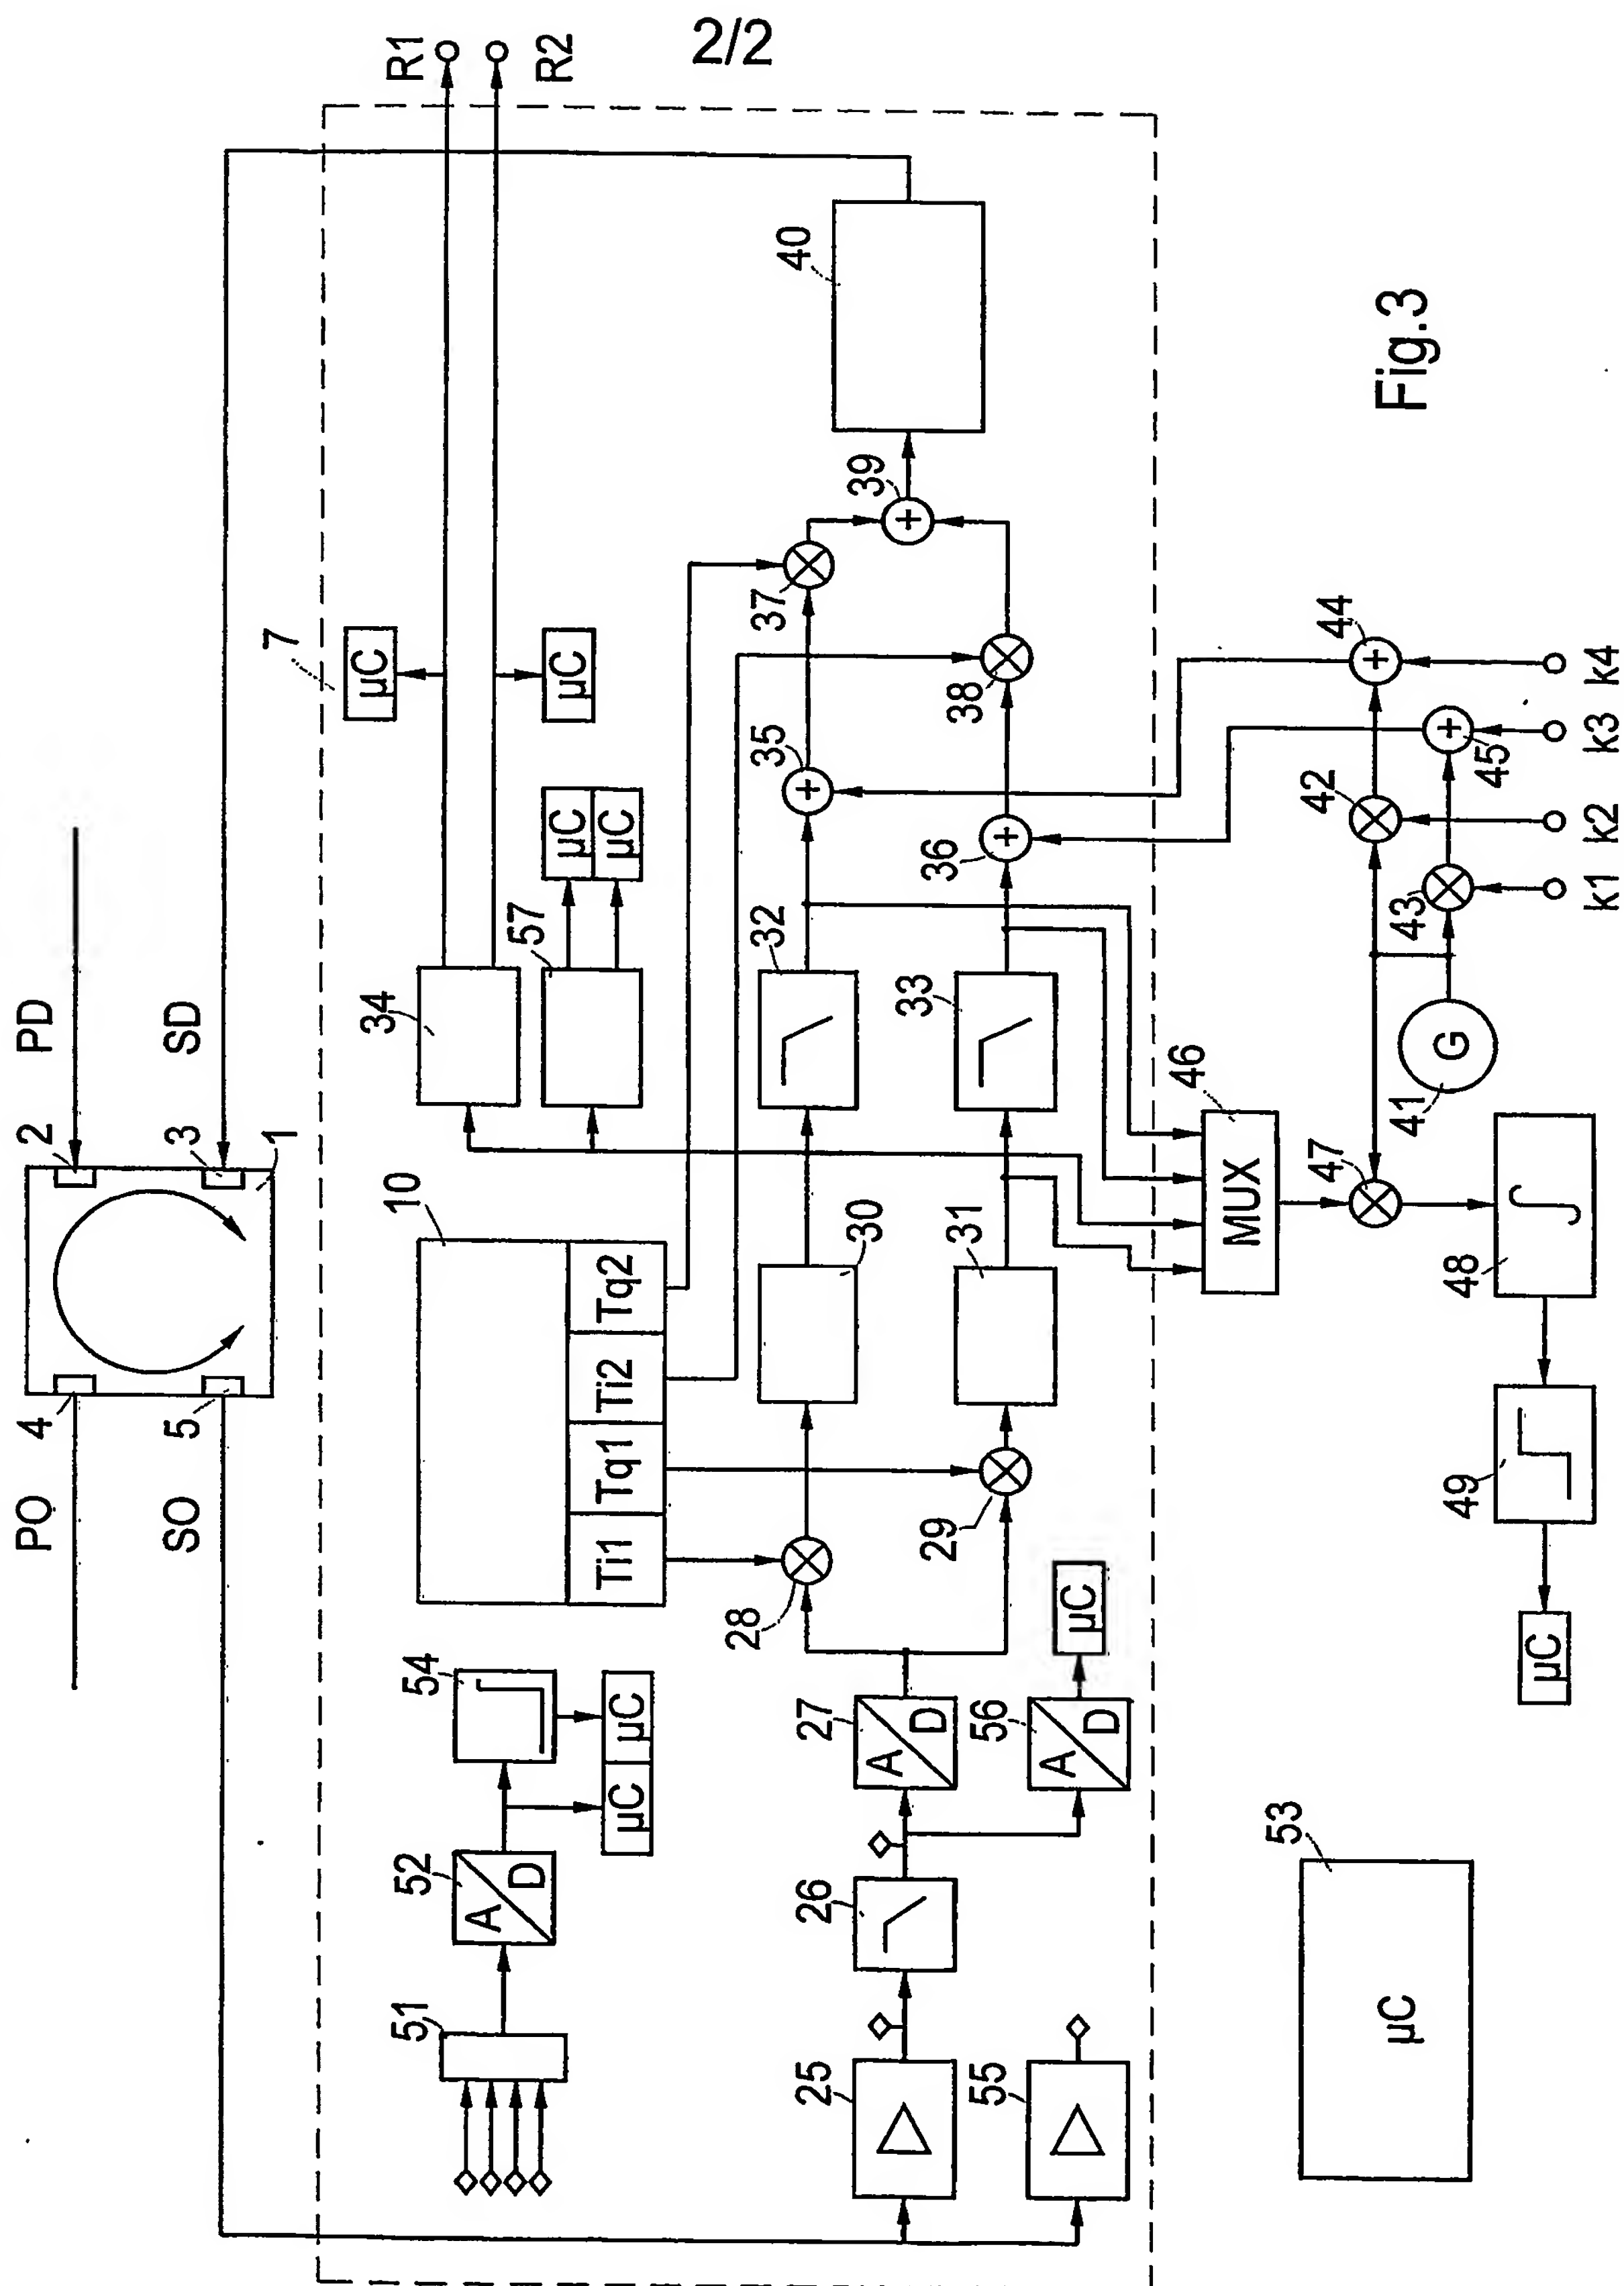 2/2
PO
4
2
PD
SO
5
3
SD
1
7
R1
R2
51
52
A
D
54
µC
µC
10
Ti1
Tq1
Ti2
Tq2
34
57
µC
µC
µC
µC
25
26
27
A
D
28
30
32
35
37
39
40
55
56
A
D
µC
29
31
33
36
38
46
MUX
53
µC
µC
49
48
47
41
G
43
42
45
44
k1
k2
k3
k4
Fig.3